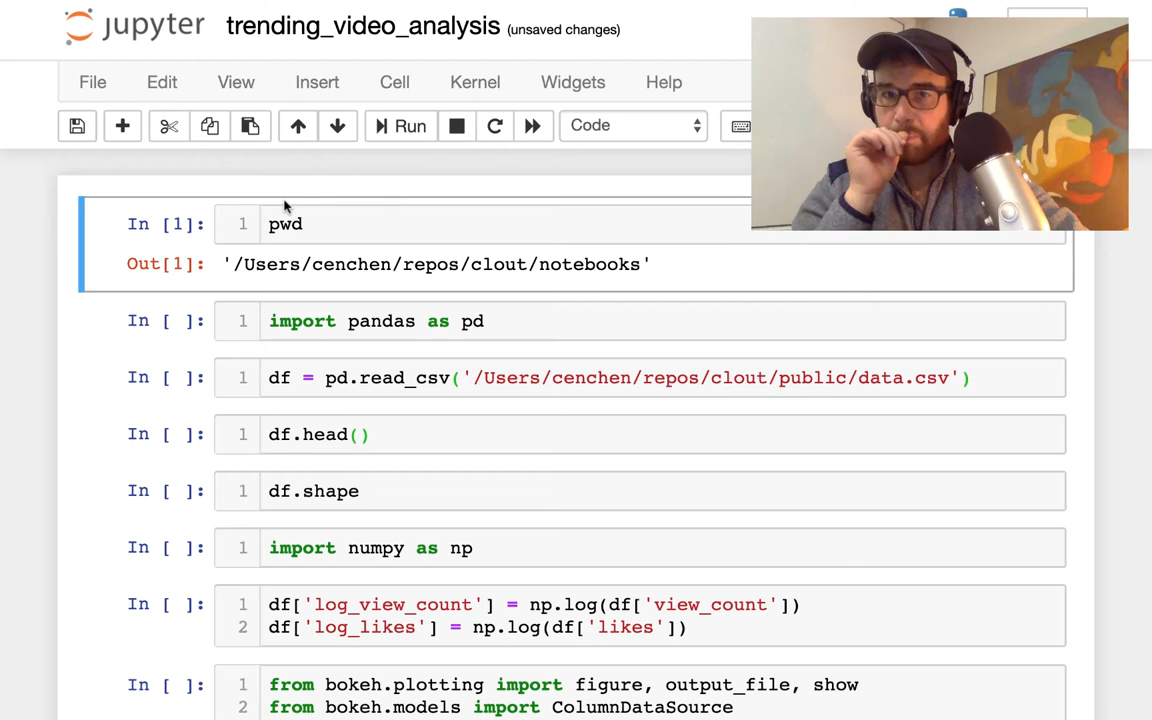 jupyter trending_video_analysis (unsaved changes)
File Edit View Insert Cell Kernel Widgets Help
Run Code
In [1]: 1 pwd
Out[1]: '/Users/cenchen/repos/clout/notebooks'
In [ ]: 1 import pandas as pd
In [ ]: 1 df = pd.read_csv('/Users/cenchen/repos/clout/public/data.csv')
In [ ]: 1 df.head()
In [ ]: 1 df.shape
In [ ]: 1 import numpy as np
In [ ]: 1 df['log_view_count'] = np.log(df['view_count'])
2 df['log_likes'] = np.log(df['likes'])
In [ ]: 1 from bokeh.plotting import figure, output_file, show
2 from bokeh.models import ColumnDataSource